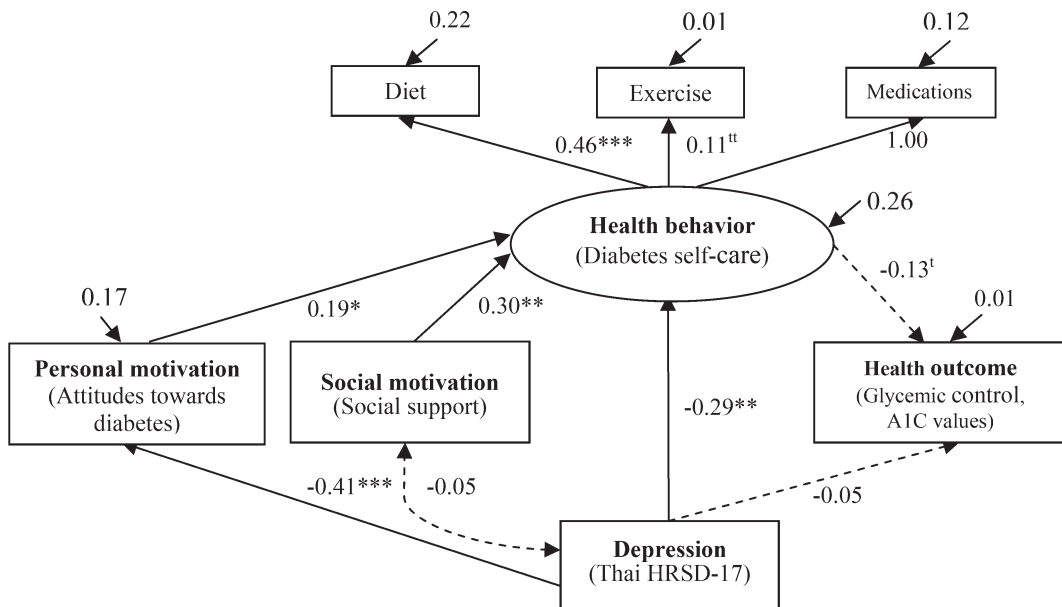 0.22
0.01
0.12
Diet
Exercise
Medications
0.46***
0.11tt
1.00
Health behavior
(Diabetes self-care)
0.26
-0.13t
0.17
0.19*
0.30**
0.01
Personal motivation
(Attitudes towards
diabetes)
Social motivation
(Social support)
-0.29**
Health outcome
(Glycemic control,
A1C values)
-0.41***
-0.05
-0.05
Depression
(Thai HRSD-17)